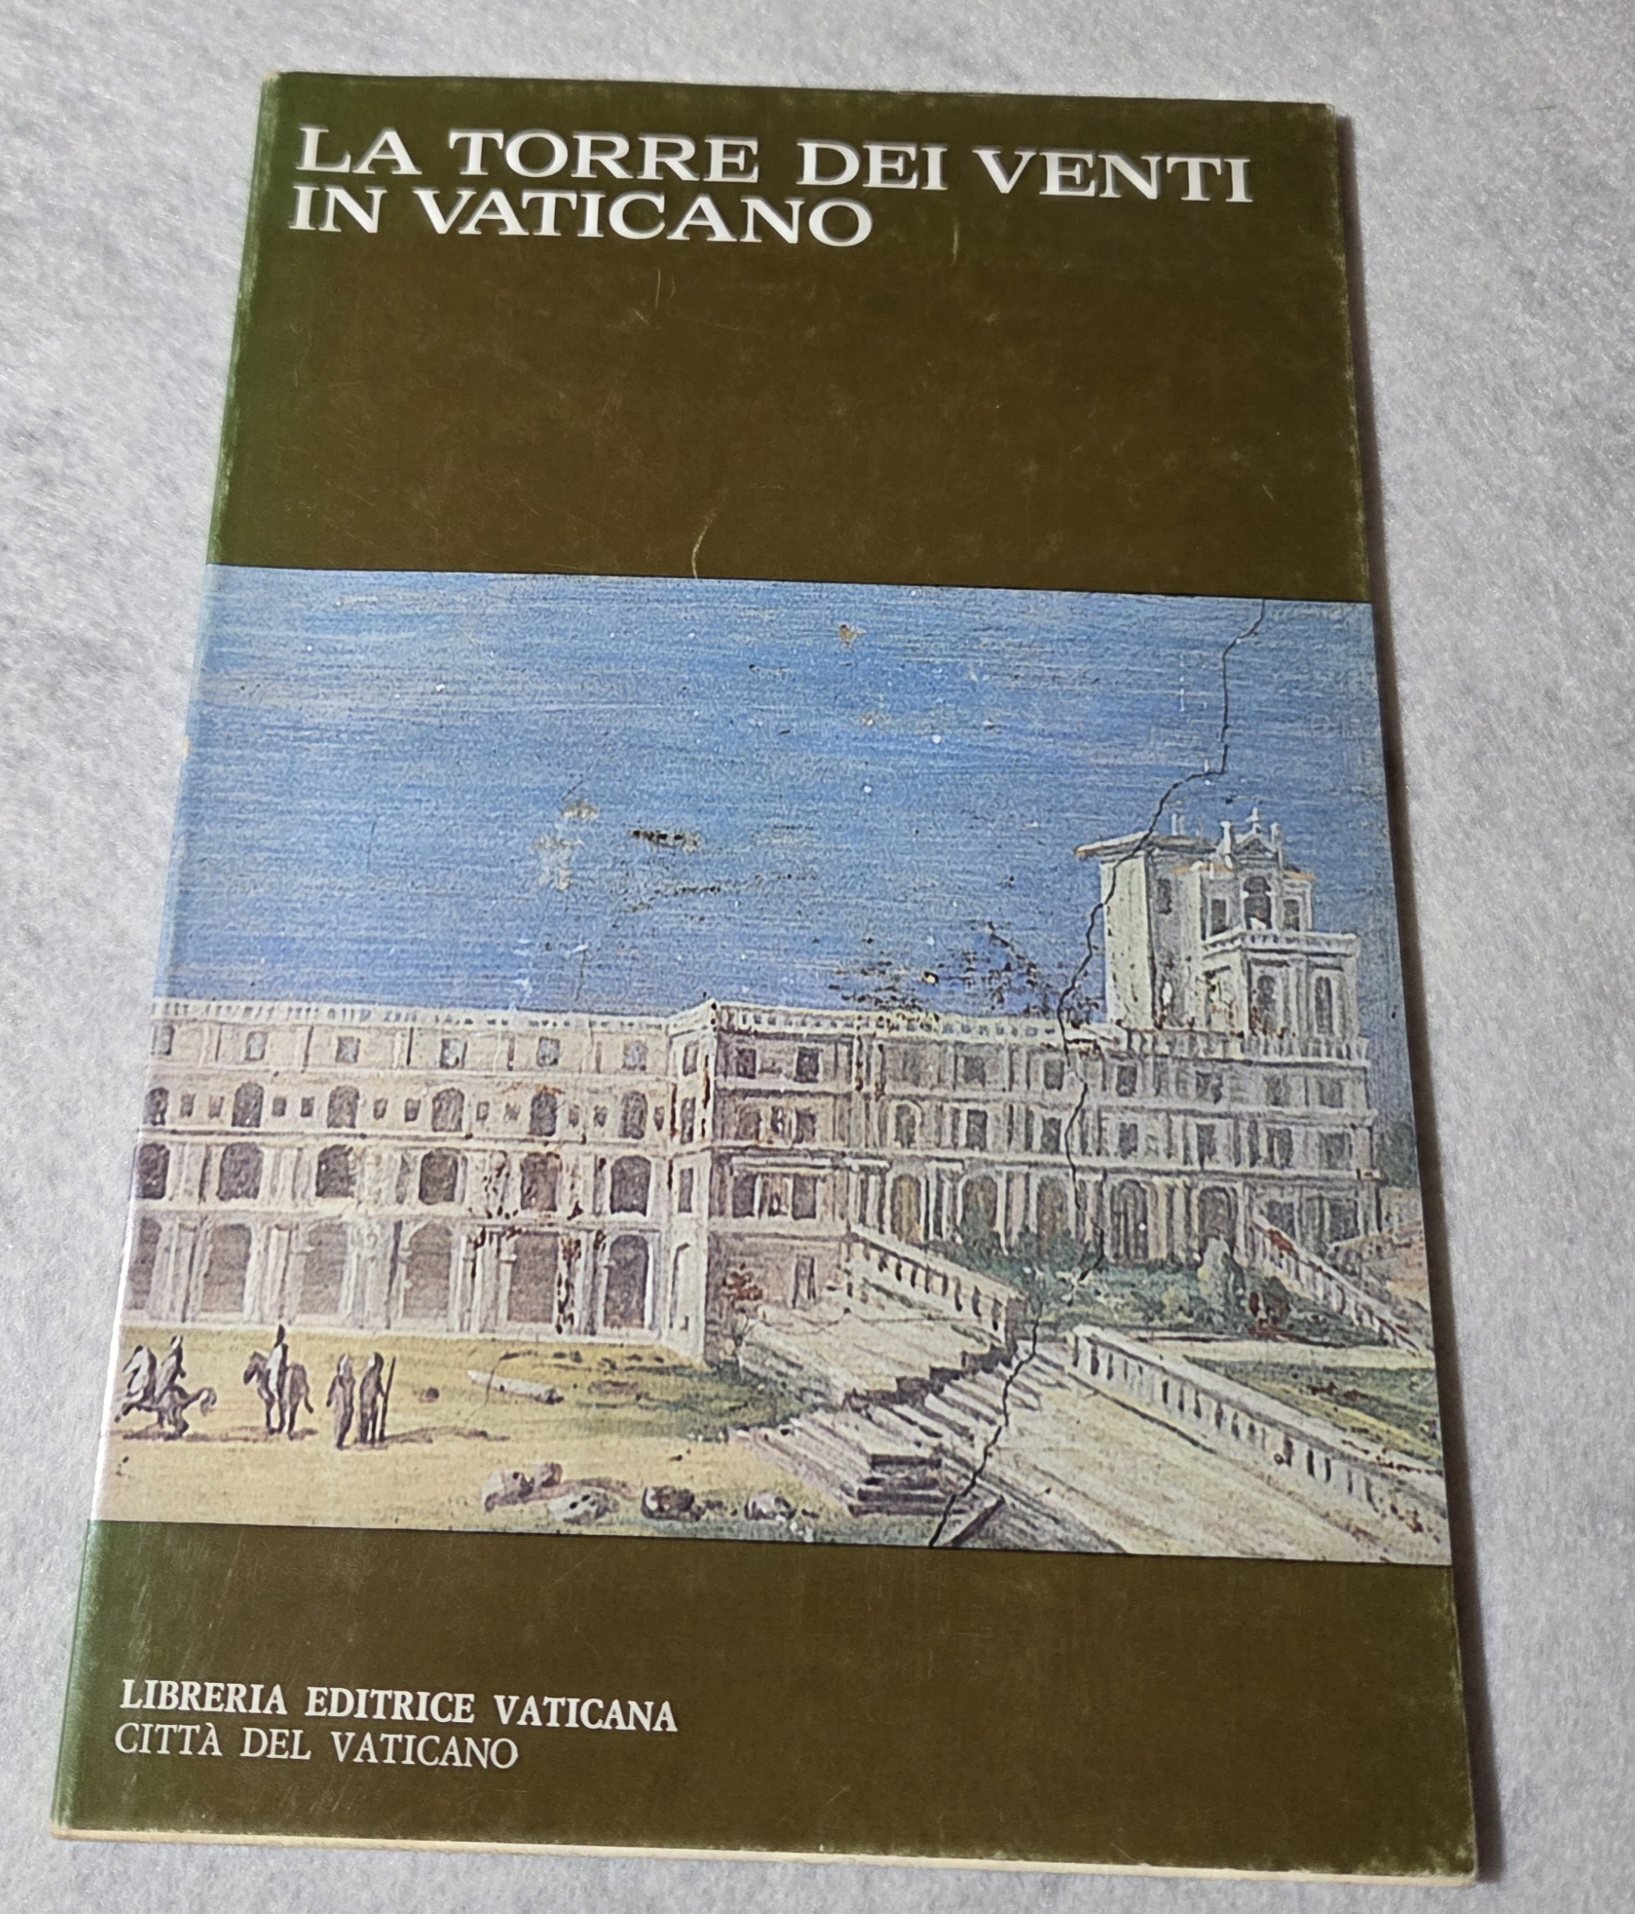 LA TORRE DEI VENTI
IN VATICANO
LIBRERIA EDITRICE VATICANA
CITTÀ DEL VATICANO